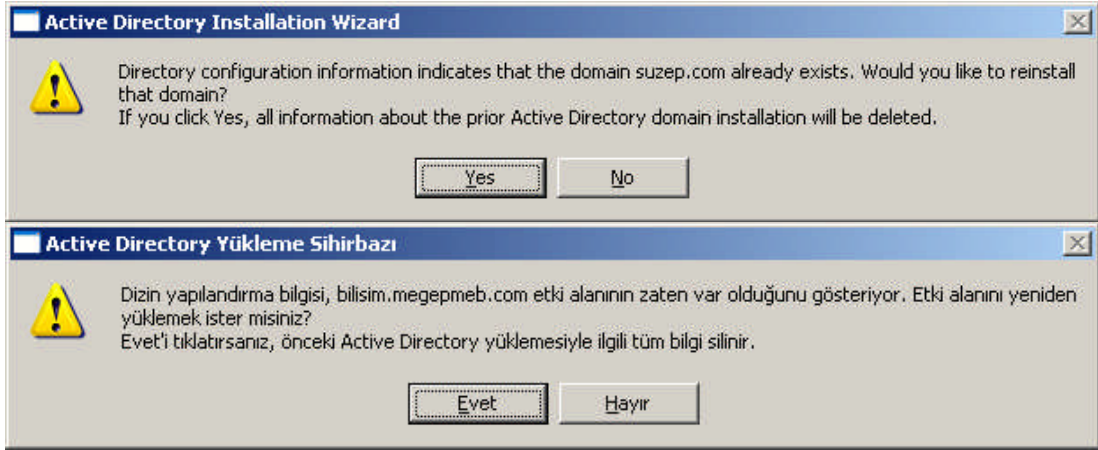 Active Directory Installation Wizard
Directory configuration information indicates that the domain suzep.com already exists. Would you like to reinstall
that domain?
If you click Yes, all information about the prior Active Directory domain installation will be deleted.
Yes No
Active Directory Yükleme Sihirbazı
Dizin yapılandırma bilgisi, bilisim.megepmeb.com etki alanının zaten var olduğunu gösteriyor. Etki alanını yeniden
yüklemek ister misiniz?
Evet'i tıklatırsanız, önceki Active Directory yüklemesiyle ilgili tüm bilgi silinir.
Evet Hayır